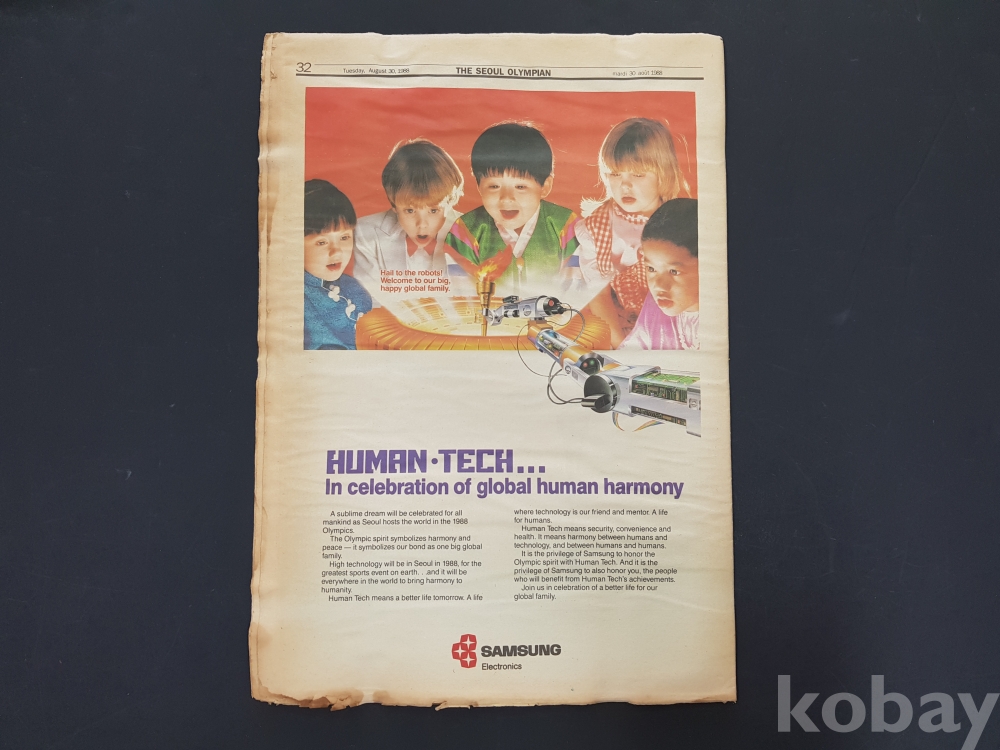 32
Tuesday, August 30, 1988
THE SEOUL OLYMPIAN
mardi 30 août 1988
Hail to the robots!
Welcome to our big,
happy global family.
HUMAN·TECH...
In celebration of global human harmony
A sublime dream will be celebrated for all
mankind as Seoul hosts the world in the 1988
Olympics.
The Olympic spirit symbolizes harmony and
peace — it symbolizes our bond as one big global
family.
High technology will be in Seoul in 1988, for the
greatest sports event on earth. . .and it will be
everywhere in the world to bring harmony to
humanity.
Human Tech means a better life tomorrow. A life
where technology is our friend and mentor. A life
for humans.
Human Tech means security, convenience and
health. It means harmony between humans and
technology, and between humans and humans.
It is the privilege of Samsung to honor the
Olympic spirit with Human Tech. And it is the
privilege of Samsung to also honor you, the people
who will benefit from Human Tech's achievements.
Join us in celebration of a better life for our
global family.
SAMSUNG
Electronics
kobay